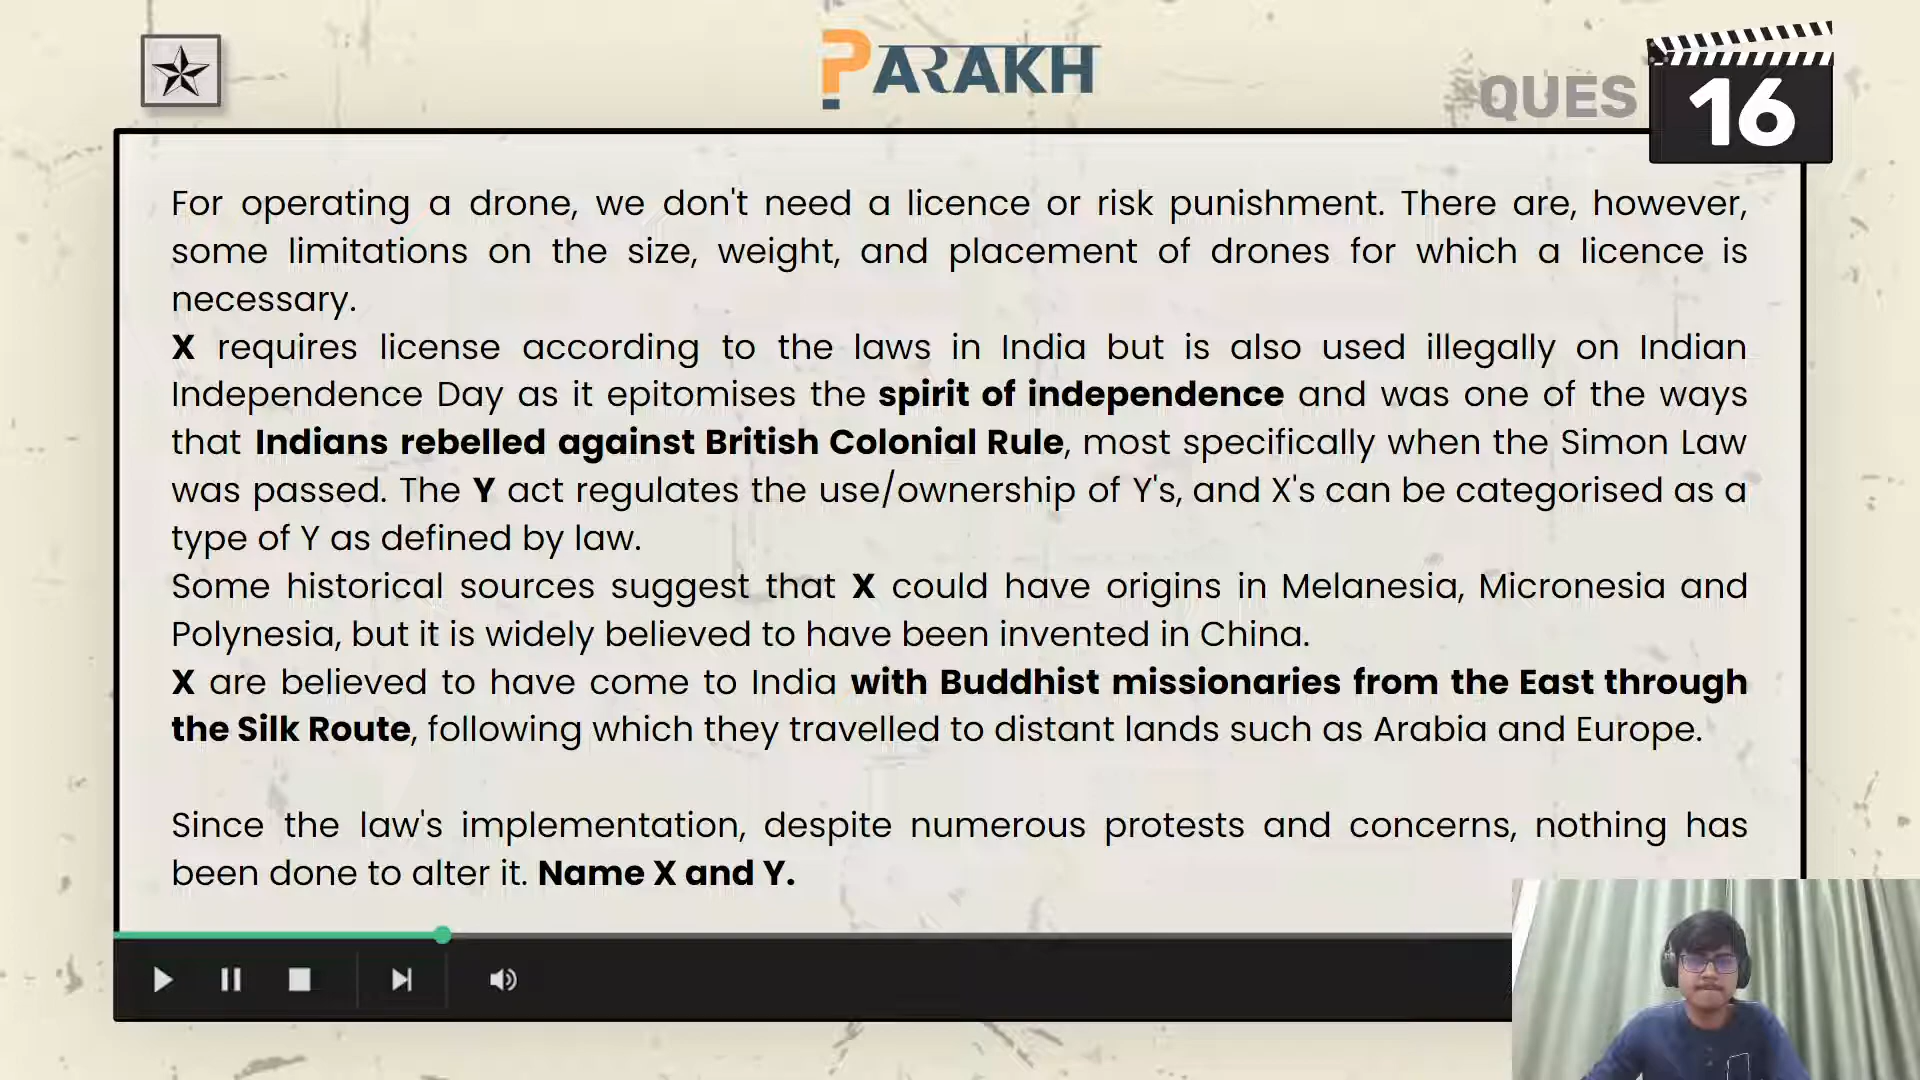 ?ARAKH
QUES
16
For operating a drone, we don't need a licence or risk punishment. There are, however,
some limitations on the size, weight, and placement of drones for which a licence is
necessary.
X requires license according to the laws in India but is also used illegally on Indian
Independence Day as it epitomises the spirit of independence and was one of the ways
that Indians rebelled against British Colonial Rule, most specifically when the Simon Law
was passed. The Y act regulates the use/ownership of Y's, and X's can be categorised as a
type of Y as defined by law.
Some historical sources suggest that X could have origins in Melanesia, Micronesia and
Polynesia, but it is widely believed to have been invented in China.
X are believed to have come to India with Buddhist missionaries from the East through
the Silk Route, following which they travelled to distant lands such as Arabia and Europe.
Since the law's implementation, despite numerous protests and concerns, nothing has
been done to alter it. Name X and Y.